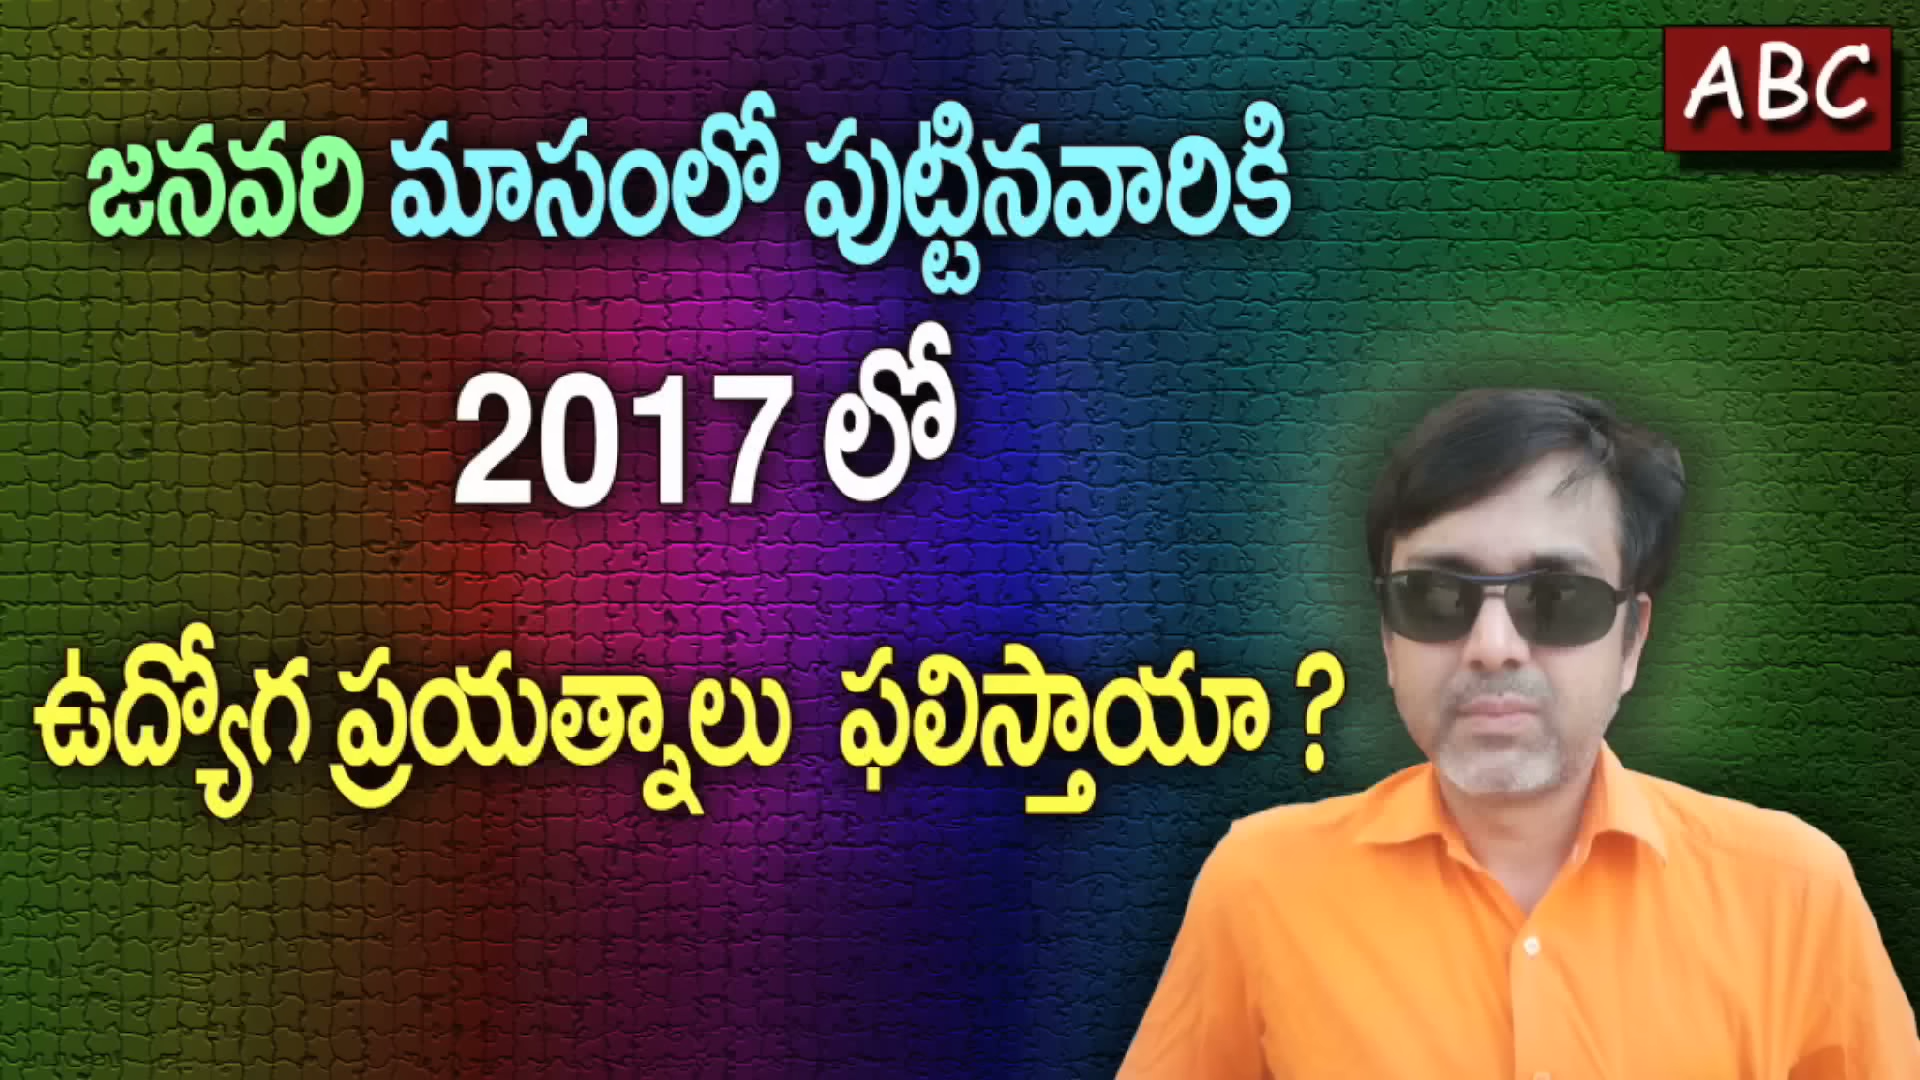 ABC
జనవరి మాసంలో పుట్టినవారికి
2017 లో
ఉద్యోగ ప్రయత్నాలు ఫలిస్తాయా ?